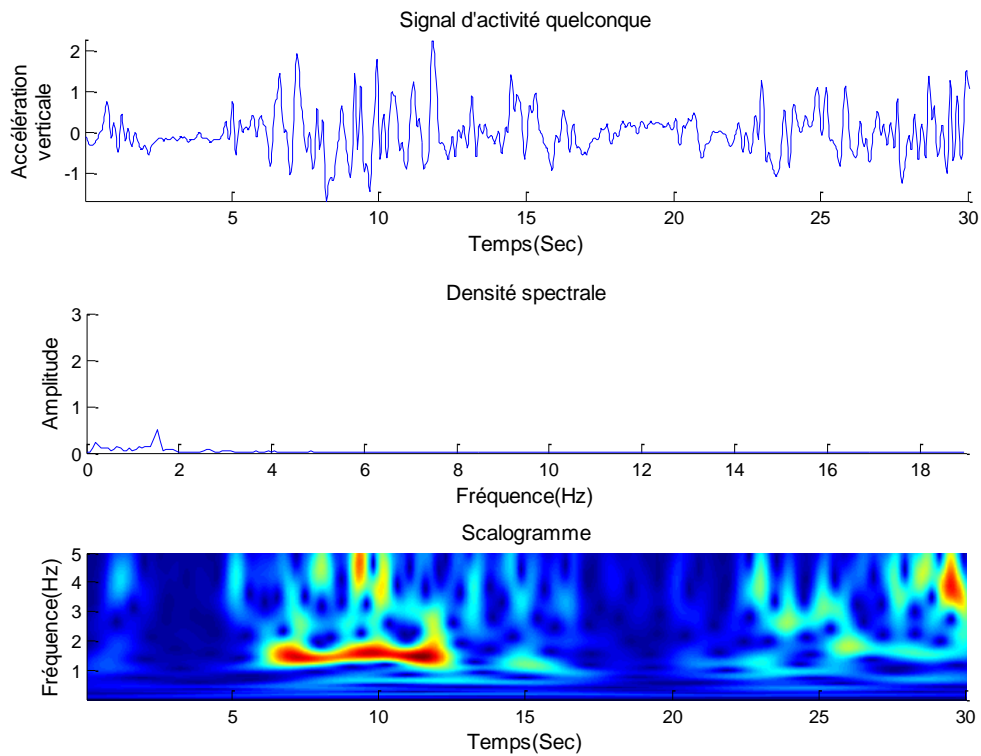 Signal d'activité quelconque
Accélération
verticale
2
1
0
-1
5 10 15 20 25 30
Temps(Sec)
Densité spectrale
Amplitude
3
2
1
0
0 2 4 6 8 10 12 14 16 18
Fréquence(Hz)
Scalogramme
Fréquence(Hz)
5
4
3
2
1
5 10 15 20 25 30
Temps(Sec)